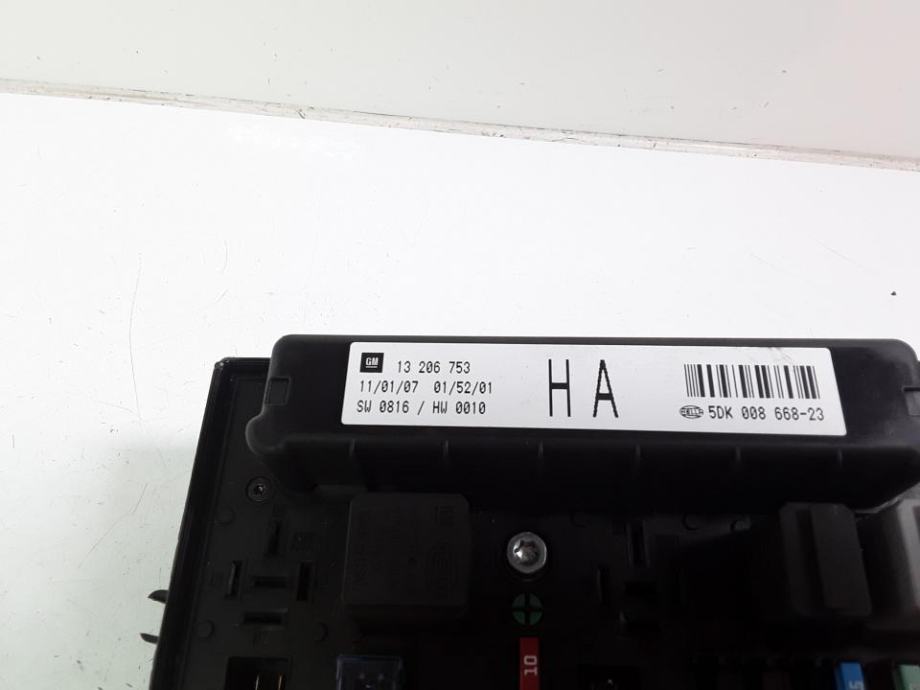 GM 13 206 753
11/01/07 01/52/01
SW 0816 / HW 0010
HA
HELLA 5DK 008 668-23
GM
10